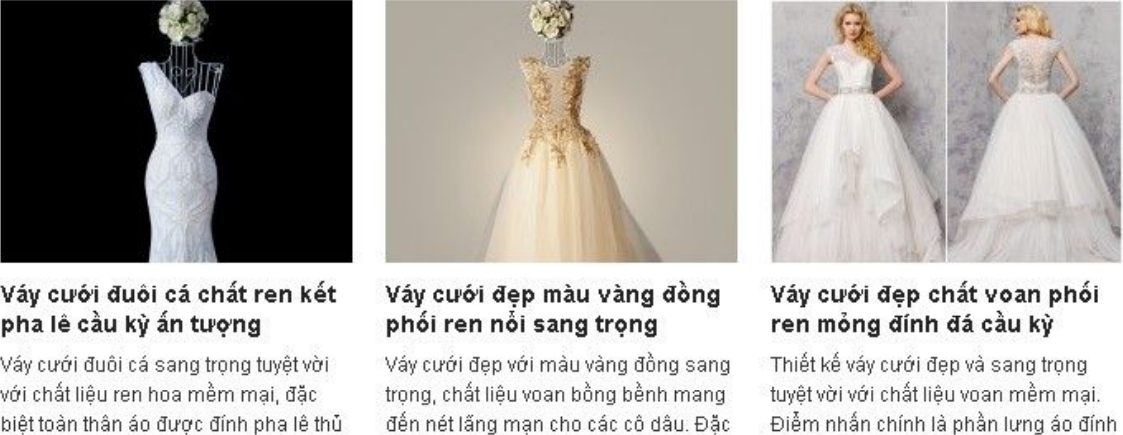 Váy cưới đuôi cá chất ren kết
pha lê cầu kỳ ấn tượng
Váy cưới đuôi cá sang trọng tuyệt vời
với chất liệu ren hoa mềm mại, đặc
biệt toàn thân áo được đính pha lê thủ
Váy cưới đẹp màu vàng đồng
phối ren nổi sang trọng
Váy cưới đẹp với màu vàng đồng sang
trọng, chất liệu voan bồng bềnh mang
đến nét lãng mạn cho các cô dâu. Đặc
Váy cưới đẹp chất voan phối
ren mỏng đính đá cầu kỳ
Thiết kế váy cưới đẹp và sang trọng
tuyệt vời với chất liệu voan mềm mại.
Điểm nhấn chính là phần lưng áo đính